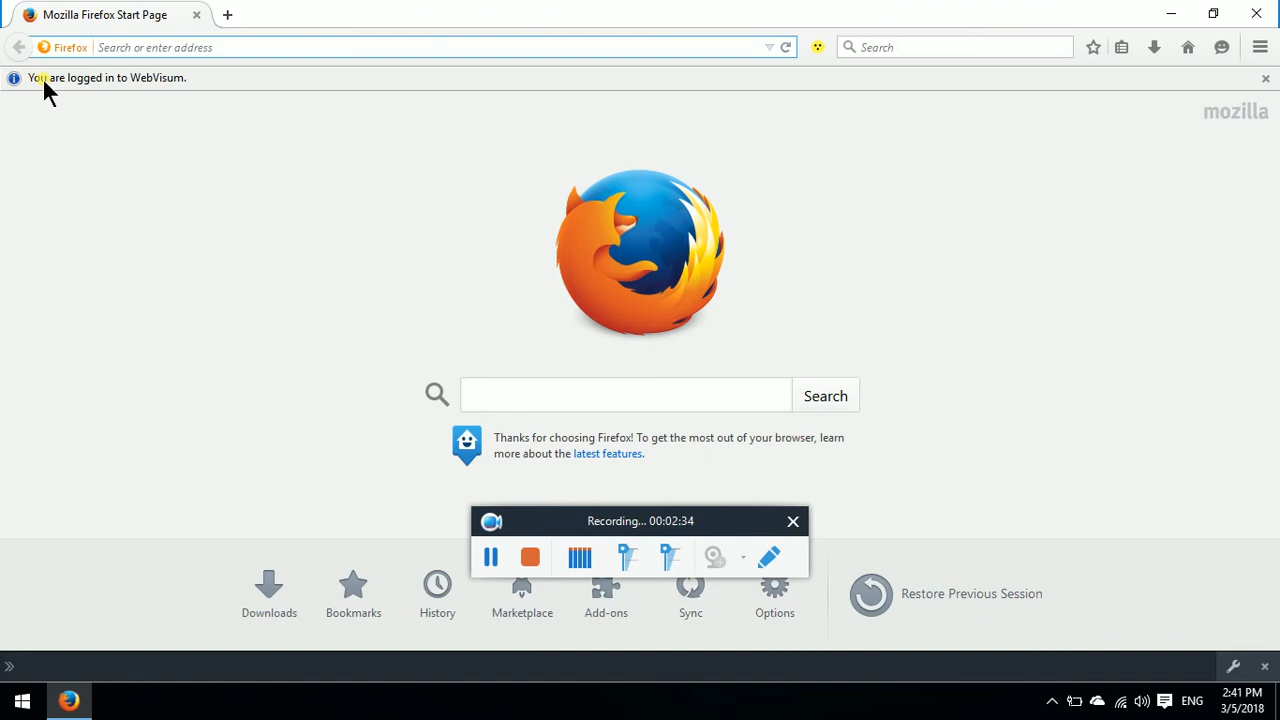 Mozilla Firefox Start Page
Firefox Search or enter address
Search
You are logged in to WebVisum.
mozilla
Search
Thanks for choosing Firefox! To get the most out of your browser, learn
more about the latest features.
Recording... 00:02:34
Downloads
Bookmarks
History
Marketplace
Add-ons
Sync
Options
Restore Previous Session
ENG
2:41 PM
3/5/2018